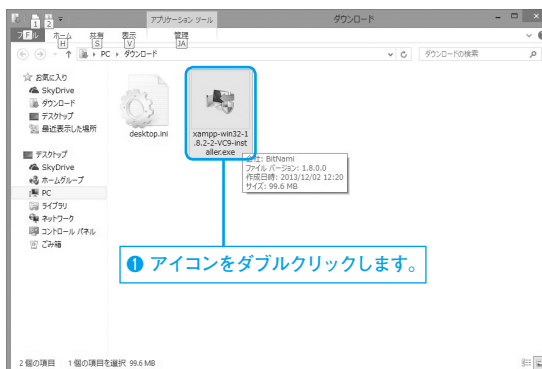 アプリケーション ツール
ダウンロード
1 2
ファイル ホーム 共有 表示 管理
F H S V JA
PC ▸ ダウンロード
ダウンロードの検索
お気に入り
SkyDrive
ダウンロード
デスクトップ
最近表示した場所
デスクトップ
SkyDrive
ホームグループ
PC
ライブラリ
ネットワーク
コントロール パネル
ごみ箱
desktop.ini
xampp-win32-1
.8.2-2-VC9-inst
aller.exe
会社: BitNami
ファイル バージョン: 1.8.0.0
作成日時: 2013/12/02 12:20
サイズ: 99.6 MB
❶ アイコンをダブルクリックします。
2 個の項目 1 個の項目を選択 99.6 MB